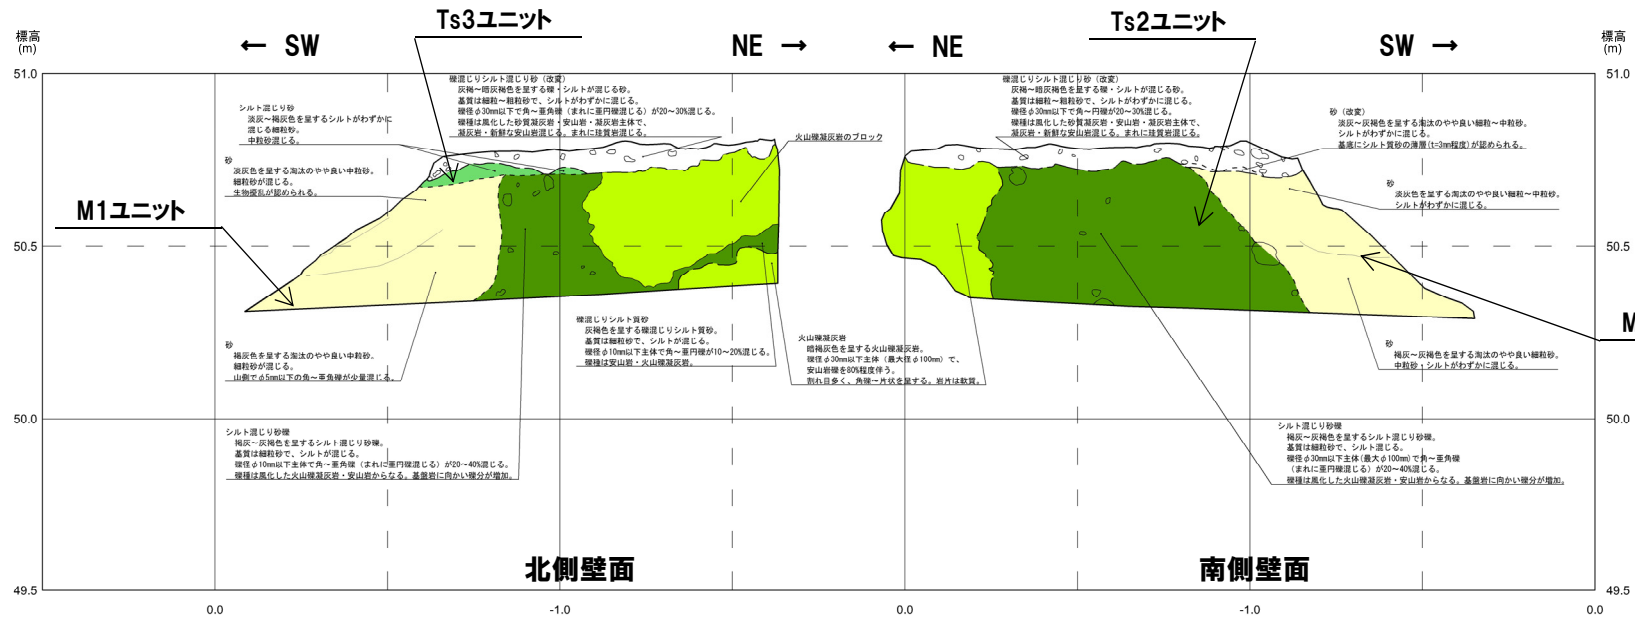 Ts3ユニット
Ts2ユニット
標高
(m)
← SW
NE →
← NE
SW →
標高
(m)
51.0
51.0
礫混じりシルト混じり砂（改変）
灰褐～暗灰褐色を呈する礫・シルトが混じる砂。
基質は細粒～粗粒砂で、シルトがわずかに混じる。
礫径φ30mm以下で角～亜角礫（まれに亜円礫混じる）が20～30%混じる。
礫種は風化した砂質凝灰岩・安山岩・凝灰岩主体で、
凝灰岩・新鮮な安山岩混じる。まれに珪質岩混じる。
礫混じりシルト混じり砂（改変）
灰褐～暗灰褐色を呈する礫・シルトが混じる砂。
基質は細粒～粗粒砂で、シルトがわずかに混じる。
礫径φ30mm以下で角～円礫が20～30%混じる。
礫種は風化した砂質凝灰岩・安山岩・凝灰岩主体で、
凝灰岩・新鮮な安山岩混じる。まれに珪質岩混じる。
シルト混じり砂
淡灰～褐灰色を呈するシルトがわずかに
混じる細粒砂。
中粒砂混じる。
砂（改変）
淡灰～灰褐色を呈する淘汰のやや良い細粒～中粒砂。
シルトがわずかに混じる。
基底にシルト質砂の薄層(t=3mm程度)が認められる。
火山礫凝灰岩のブロック
砂
淡灰色を呈する淘汰のやや良い中粒砂。
細粒砂が混じる。
生物擾乱が認められる。
砂
淡灰色を呈する淘汰のやや良い細粒～中粒砂。
シルトがわずかに混じる。
M1ユニット
50.5
50.5
M
礫混じりシルト質砂
灰褐色を呈する礫混じりシルト質砂。
基質は細粒砂で、シルトが混じる。
礫径φ10mm以下主体で角～亜円礫が10～20%混じる。
礫種は安山岩・火山礫凝灰岩。
火山礫凝灰岩
暗褐灰色を呈する火山礫凝灰岩。
礫径φ30mm以下主体（最大径φ100mm）で、
安山岩礫を80%程度伴う。
割れ目多く、角礫～片状を呈する。岩片は軟質。
砂
褐灰色を呈する淘汰のやや良い中粒砂。
細粒砂が混じる。
山側でφ5mm以下の角～亜角礫が少量混じる。
砂
褐灰～灰褐色を呈する淘汰のやや良い細粒砂。
中粒砂・シルトがわずかに混じる。
50.0
50.0
シルト混じり砂礫
褐灰～灰褐色を呈するシルト混じり砂礫。
基質は細粒砂で、シルトが混じる。
礫径φ10mm以下主体で角～亜角礫（まれに亜円礫混じる）が20～40%混じる。
礫種は風化した火山礫凝灰岩・安山岩からなる。基盤岩に向かい礫分が増加。
シルト混じり砂礫
褐灰～灰褐色を呈するシルト混じり砂礫。
基質は細粒砂で、シルトが混じる。
礫径φ30mm以下主体(最大φ100mm)で角～亜角礫
（まれに亜円礫混じる）が20～40%混じる。
礫種は風化した火山礫凝灰岩・安山岩からなる。基盤岩に向かい礫分が増加。
北側壁面
南側壁面
49.5
49.5
0.0
-1.0
0.0
-1.0
0.0